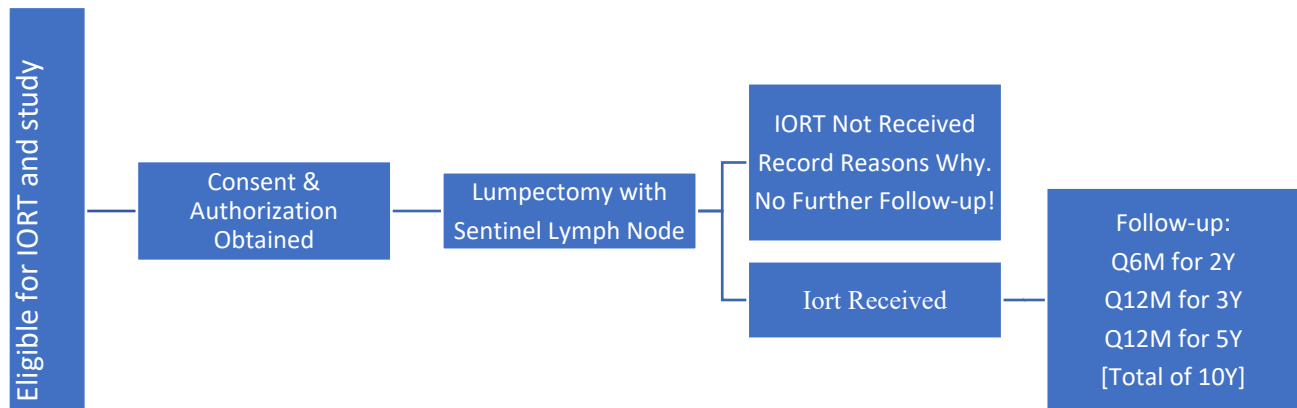 Eligible for IORT and study
Consent &
Authorization
Obtained
Lumpectomy with
Sentinel Lymph Node
IORT Not Received
Record Reasons Why.
No Further Follow-up!
Iort Received
Follow-up:
Q6M for 2Y
Q12M for 3Y
Q12M for 5Y
[Total of 10Y]